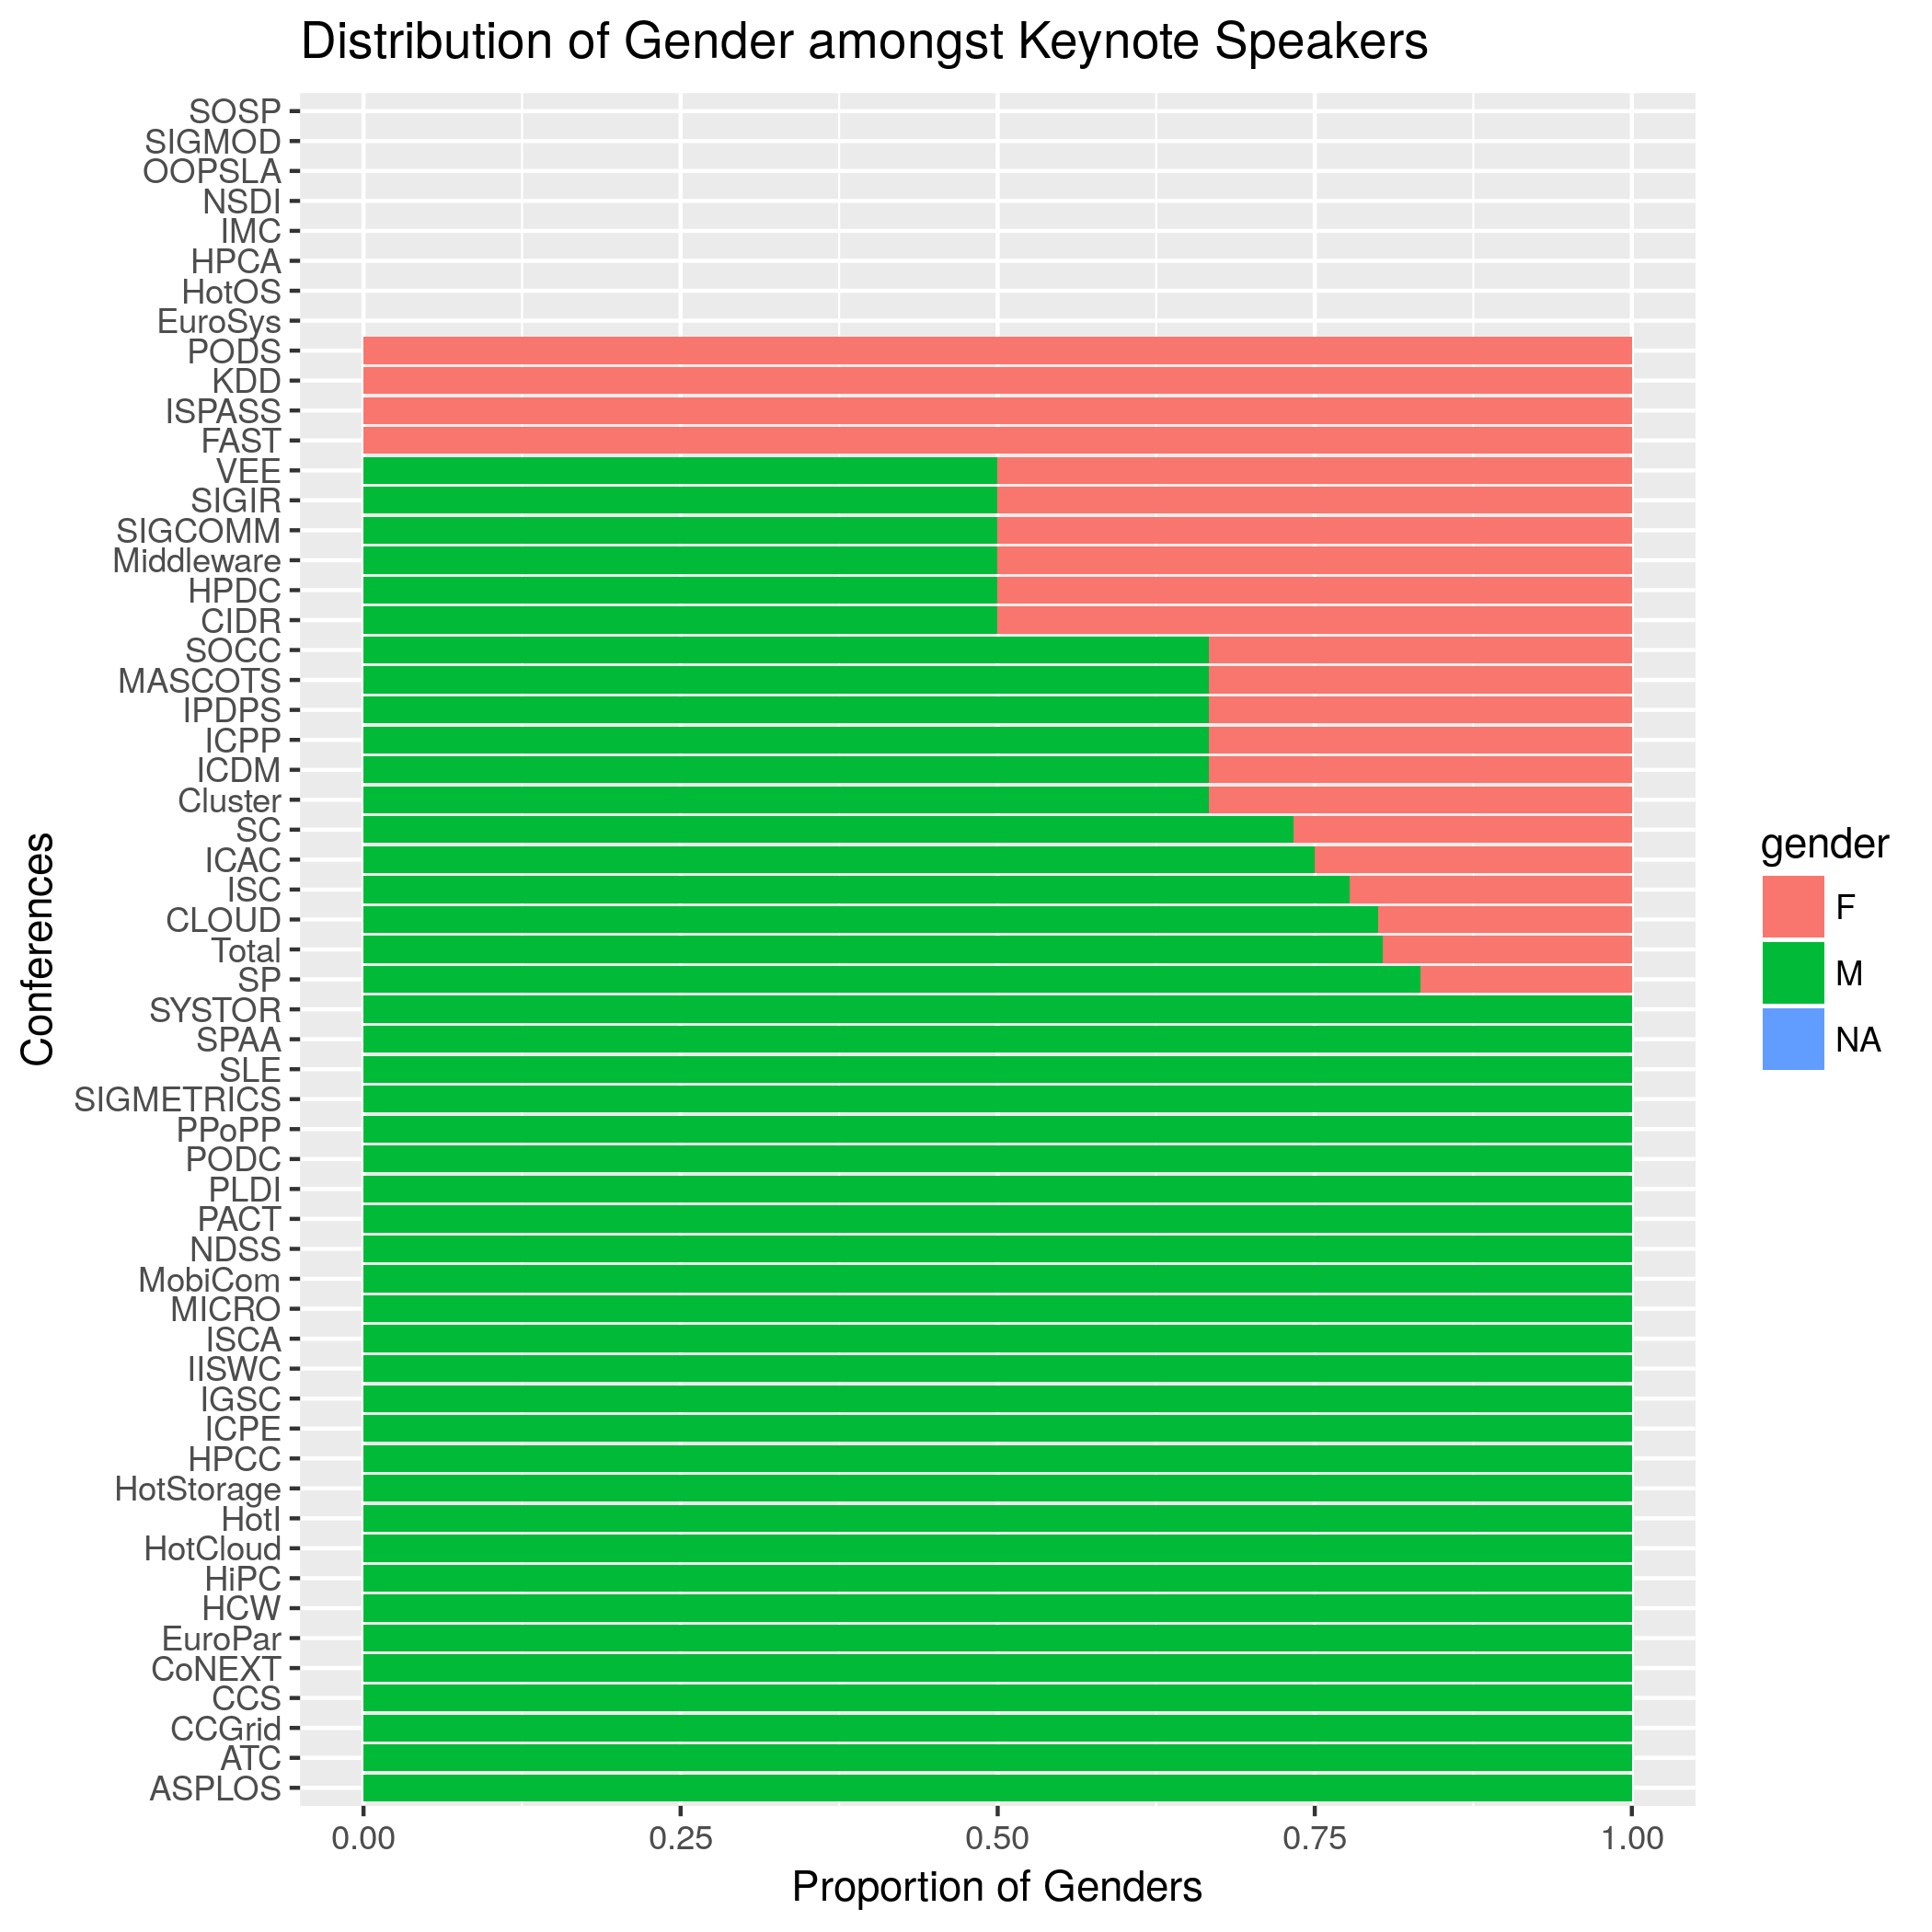 Distribution of Gender amongst Keynote Speakers
SOSP
SIGMOD
OOPSLA
NSDI
IMC
HPCA
HotOS
EuroSys
PODS
KDD
ISPASS
FAST
VEE
SIGIR
SIGCOMM
Middleware
HPDC
CIDR
SOCC
MASCOTS
IPDPS
ICPP
ICDM
Cluster
SC
ICAC
ISC
CLOUD
Total
SP
SYSTOR
SPAA
SLE
SIGMETRICS
PPoPP
PODC
PLDI
PACT
NDSS
MobiCom
MICRO
ISCA
IISWC
IGSC
ICPE
HPCC
HotStorage
HotI
HotCloud
HiPC
HCW
EuroPar
CoNEXT
CCS
CCGrid
ATC
ASPLOS
Conferences
0.00 0.25 0.50 0.75 1.00
Proportion of Genders
gender
F
M
NA